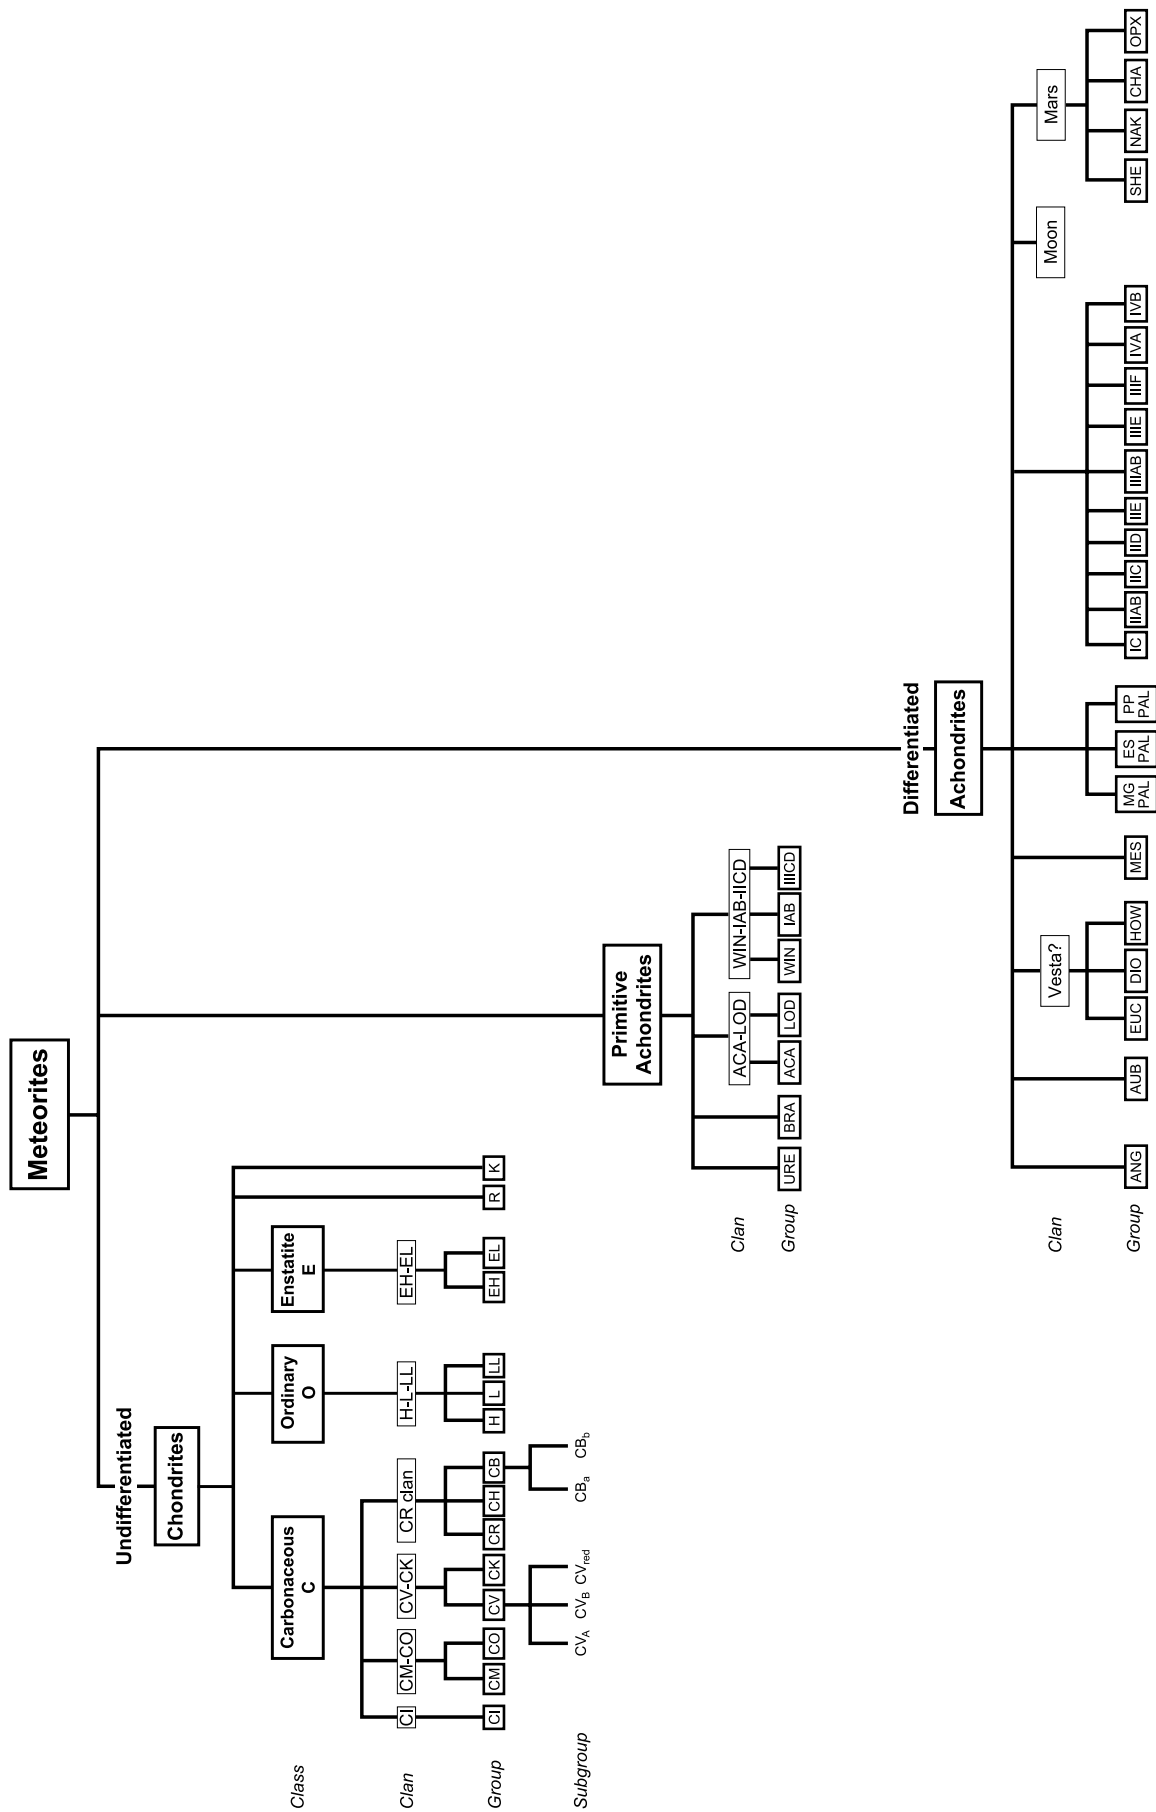 Meteorites
Undifferentiated
Chondrites
Class
Carbonaceous
C
Ordinary
O
Enstatite
E
Clan
CI
CM-CO
CV-CK
CR clan
H-L-LL
EH-EL
Group
CI
CM
CO
CV
CK
CR
CH
CB
H
L
LL
EH
EL
R
K
Subgroup
CVA
CVB
CVred
CBa
CBb
Primitive
Achondrites
Clan
ACA-LOD
WIN-IAB-IICD
Group
URE
BRA
ACA
LOD
WIN
IAB
IIICD
Differentiated
Achondrites
Clan
Vesta?
Moon
Mars
Group
ANG
AUB
EUC
DIO
HOW
MES
MG
PAL
ES
PAL
PP
PAL
IC
IIAB
IIC
IID
IIE
IIIAB
IIIE
IIIF
IVA
IVB
SHE
NAK
CHA
OPX